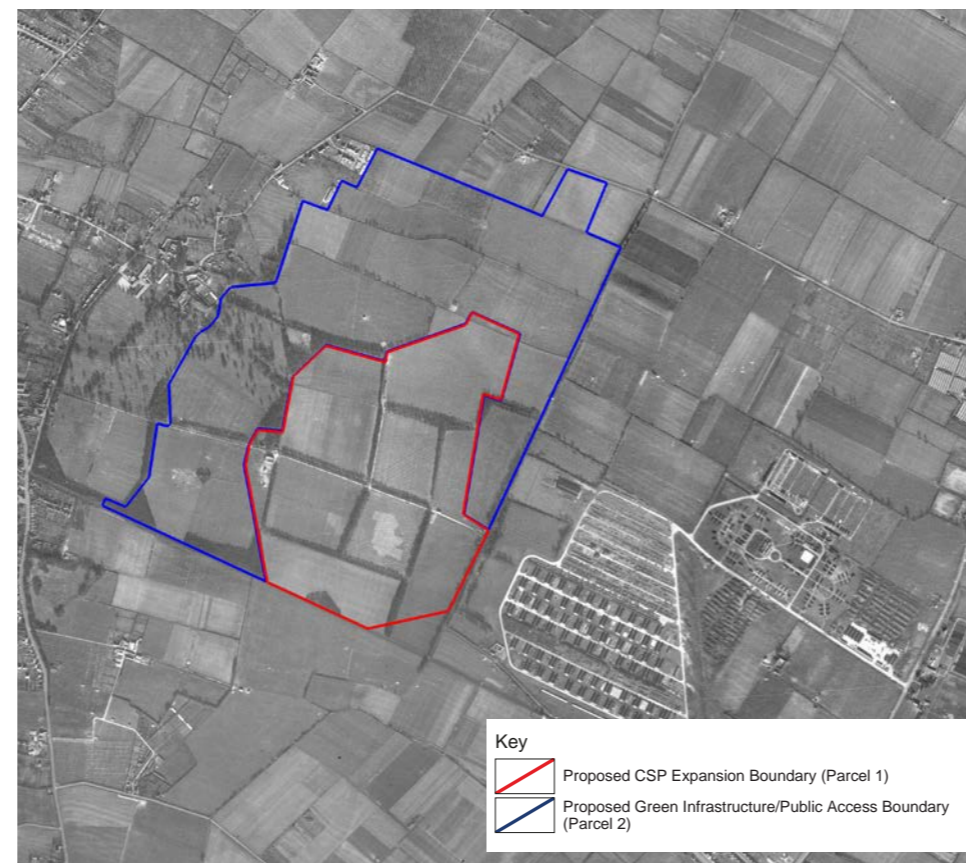 Key
Proposed CSP Expansion Boundary (Parcel 1)
Proposed Green Infrastructure/Public Access Boundary
(Parcel 2)